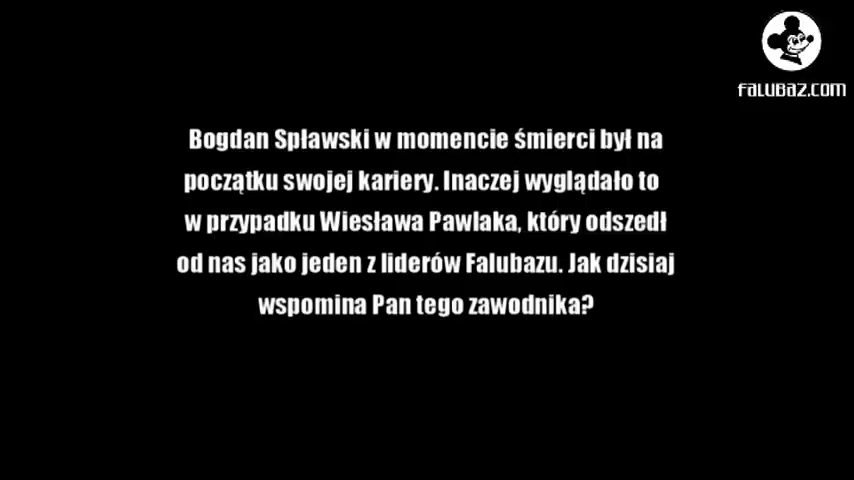 FALUBAZ.COM
Bogdan Spławski w momencie śmierci był na
początku swojej kariery. Inaczej wyglądało to
w przypadku Wiesława Pawlaka, który odszedł
od nas jako jeden z liderów Falubazu. Jak dzisiaj
wspomina Pan tego zawodnika?